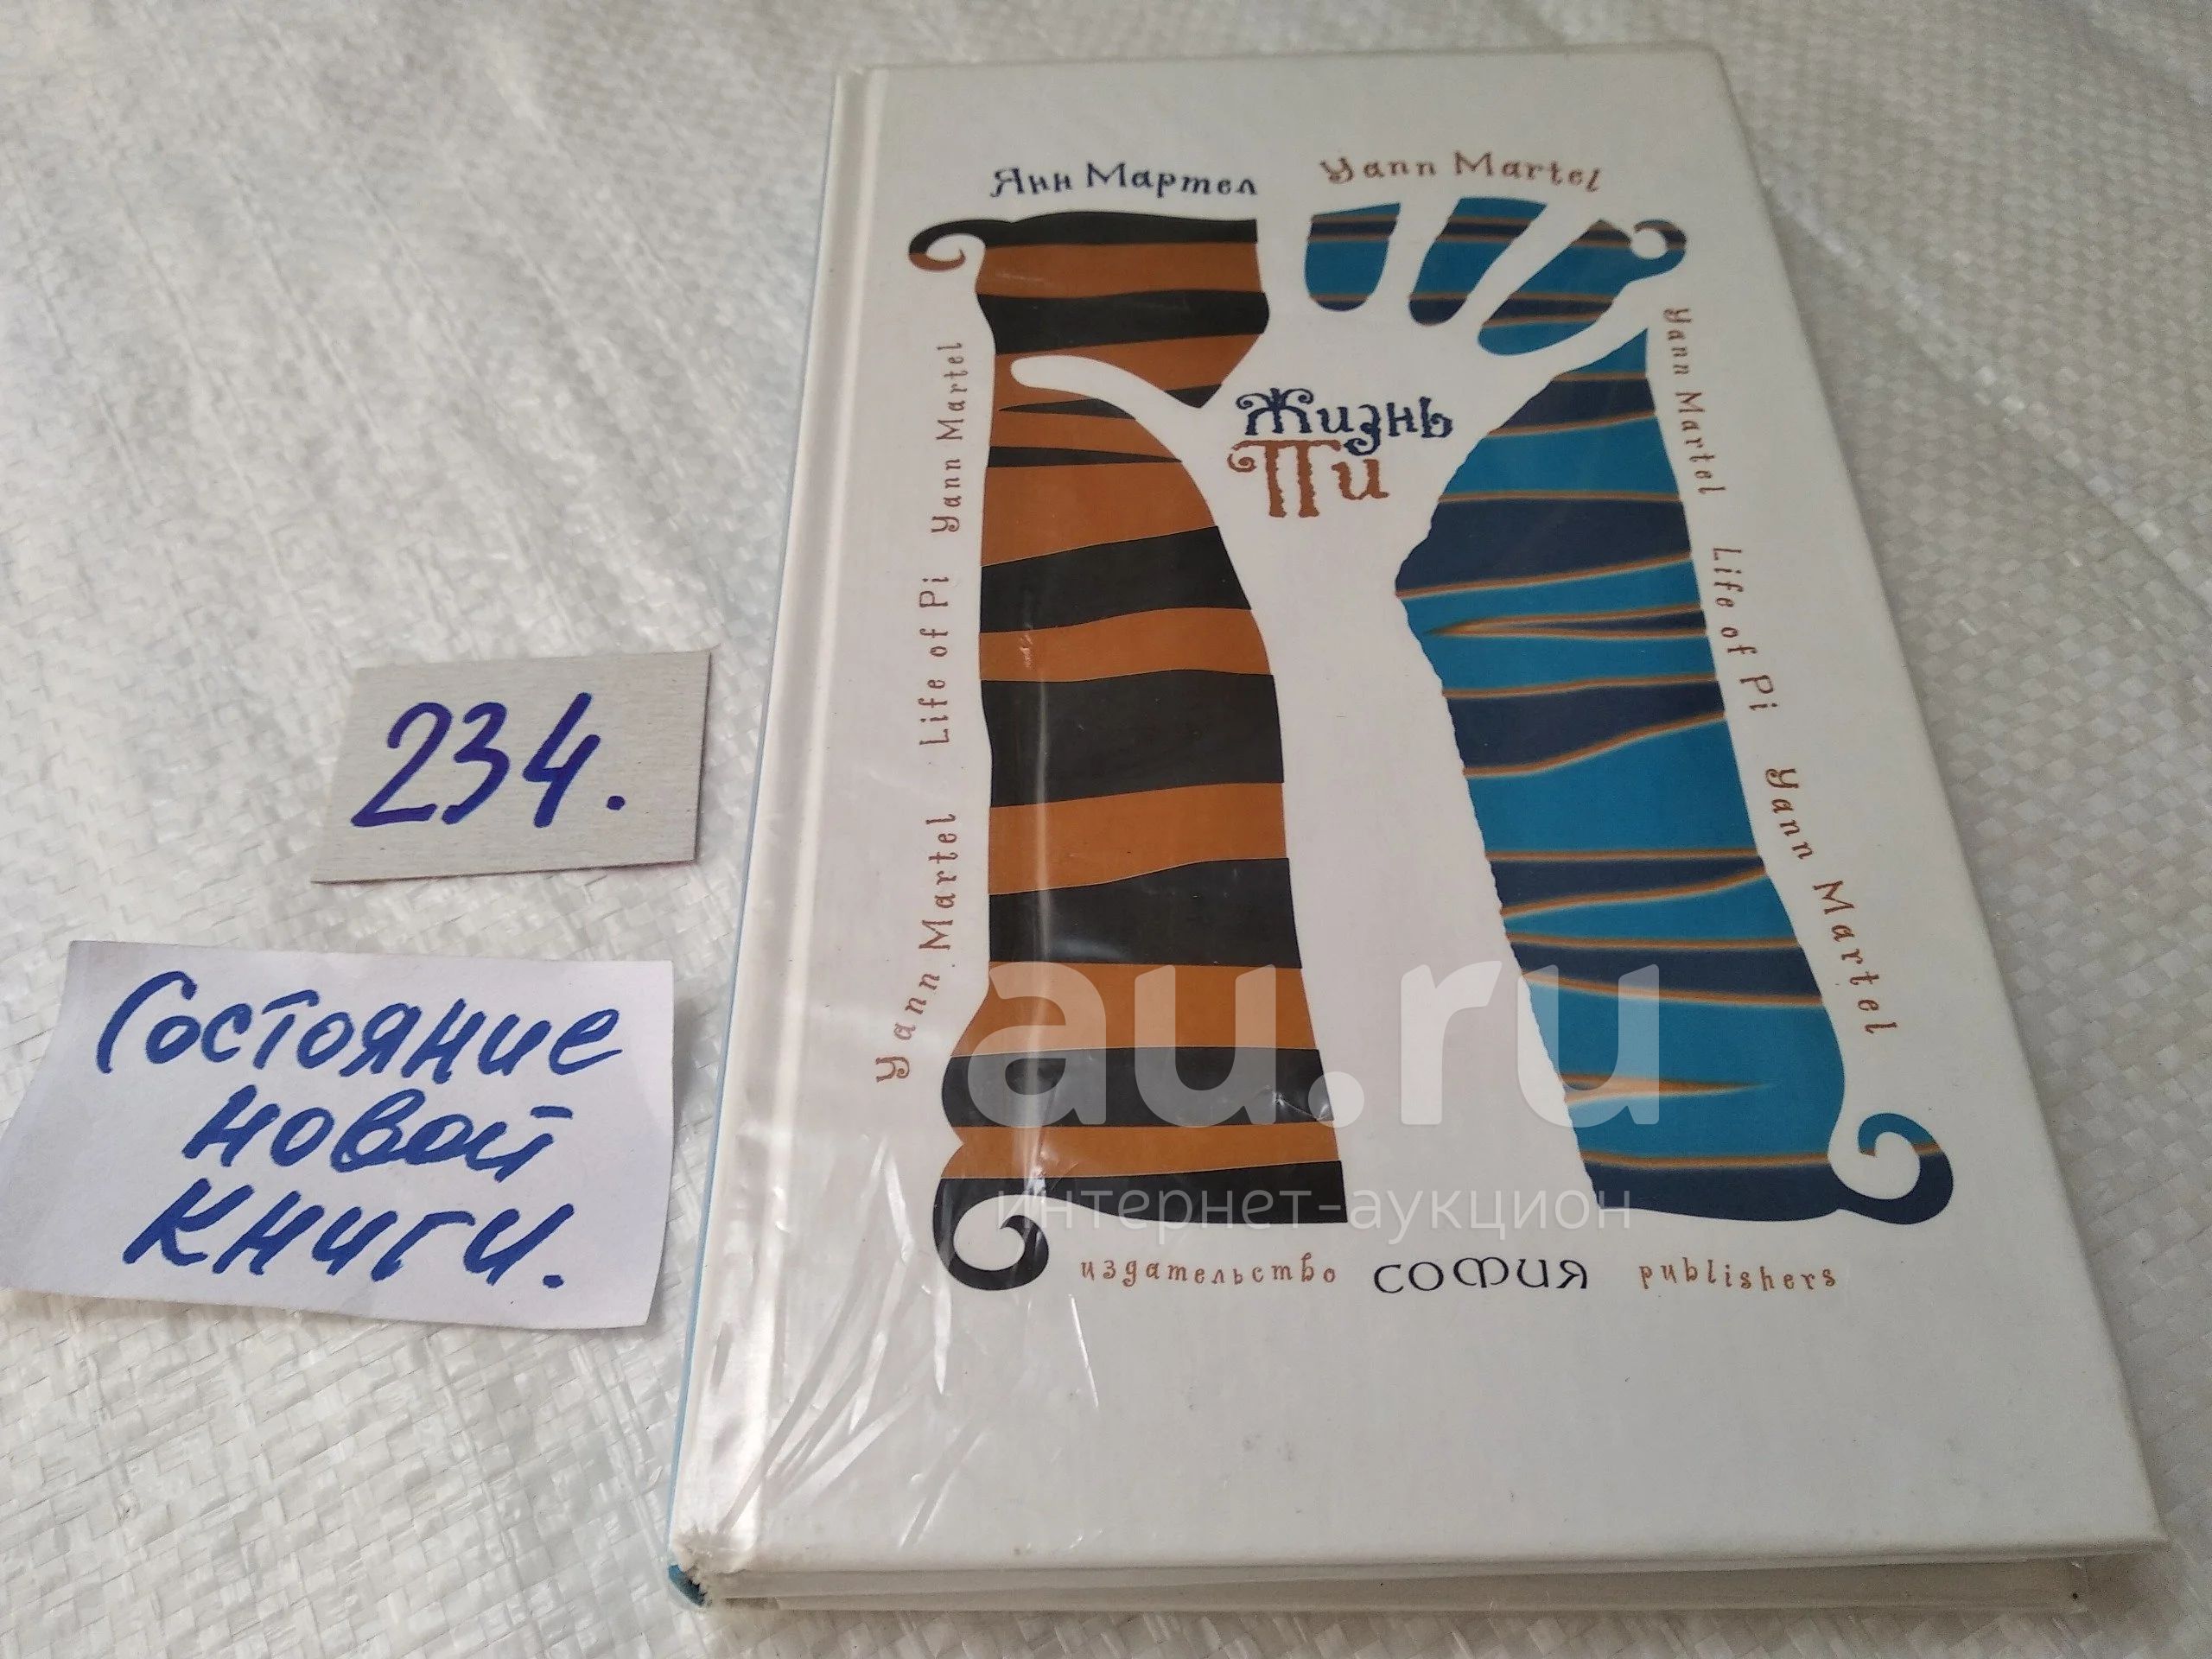 Янн Мартел
Yann Martel
Жизнь
Пи
Yann Martel Life of Pi Yann Martel
Yann Martel Life of Pi Yann Martel
234.
Состояние
новой
книги.
au.ru
интернет-аукцион
издательство СОФИЯ publishers